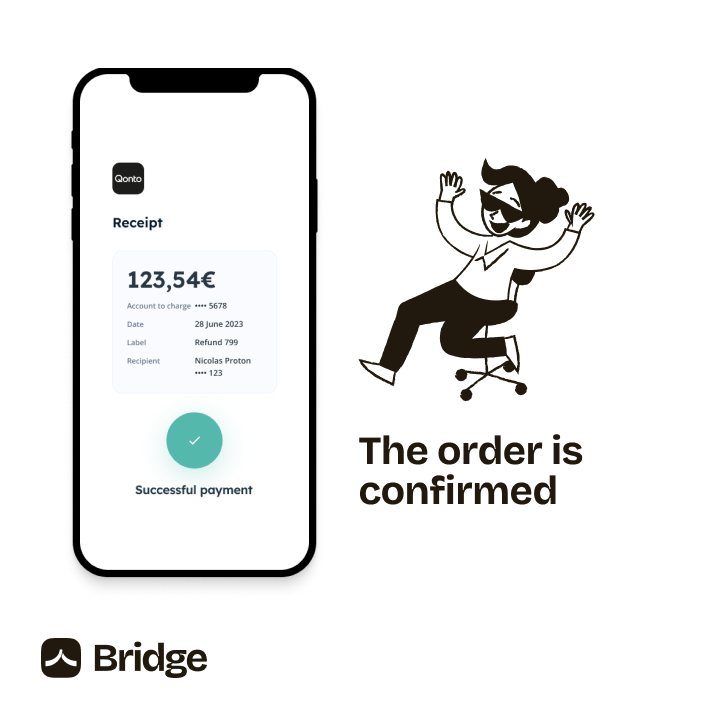 Qonto
Receipt
123,54€
Account to charge •••• 5678
Date 28 June 2023
Label Refund 799
Recipient Nicolas Proton
•••• 123
Successful payment
The order is
confirmed
Bridge